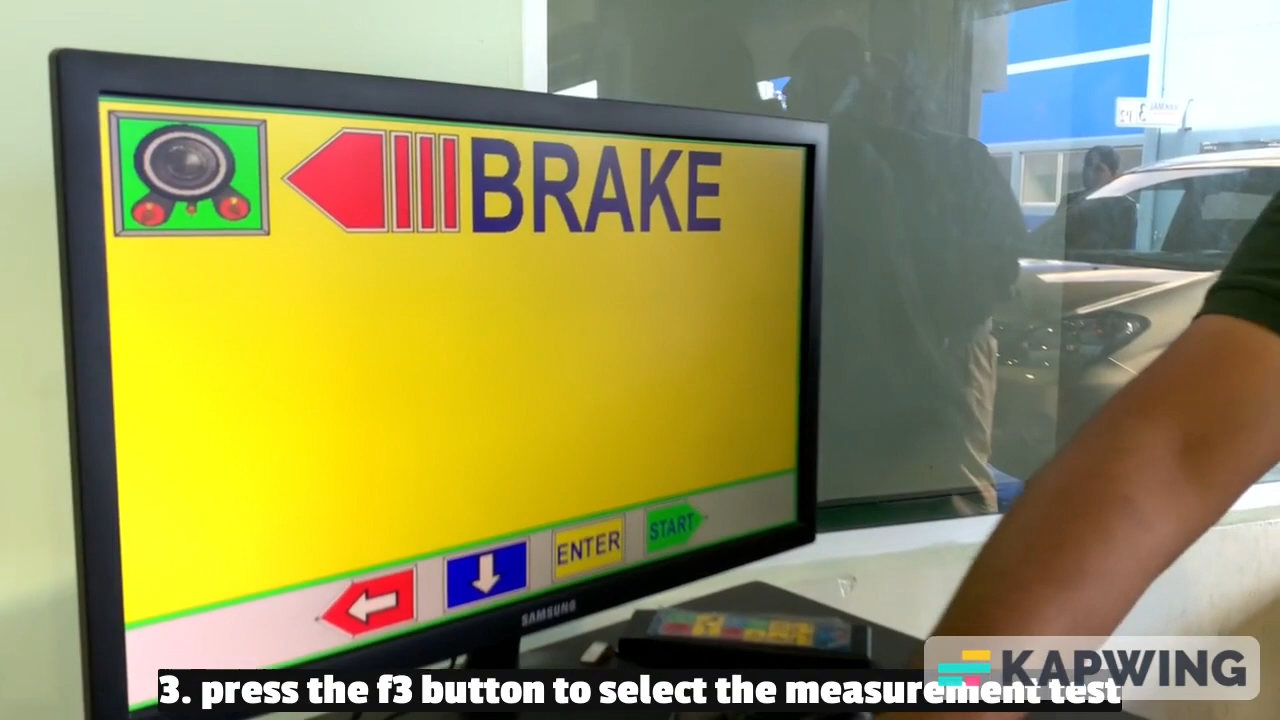 BRAKE
ENTER
START
SAMSUNG
KAPWING
3. press the f3 button to select the measurement test